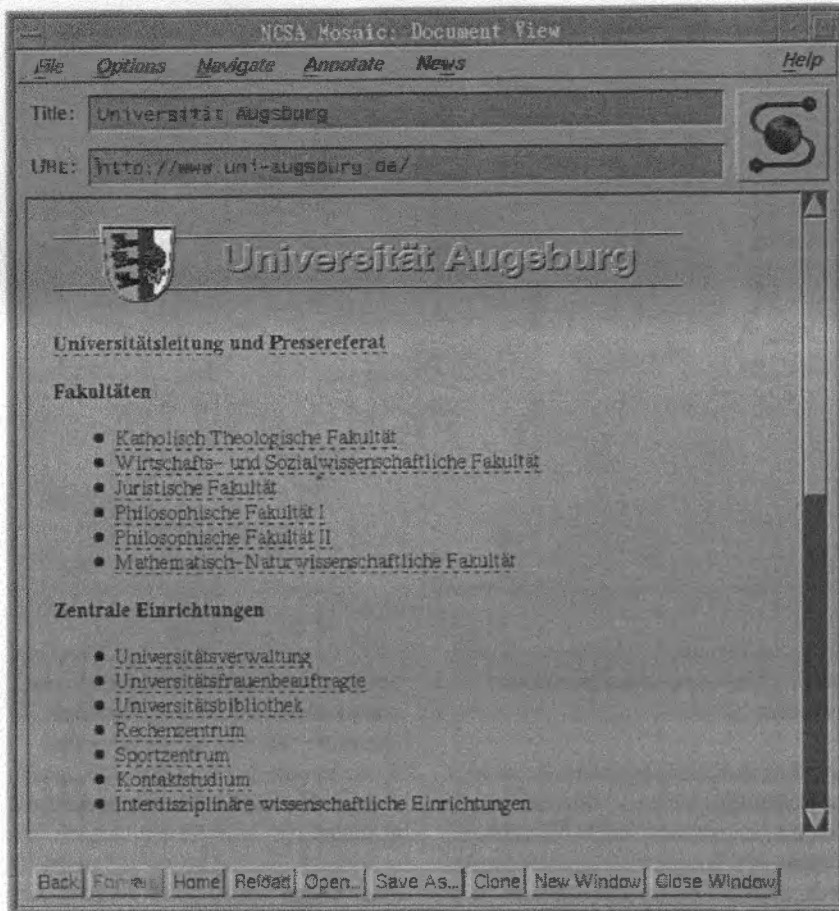 NCSA Mosaic: Document View
File Options Navigate Annotate News Help
Title: Universität Augsburg
URL: http://www.uni-augsburg.de/
Universität Augsburg
Universitätsleitung und Pressereferat
Fakultäten
Katholisch Theologische Fakultät
Wirtschafts- und Sozialwissenschaftliche Fakultät
Juristische Fakultät
Philosophische Fakultät I
Philosophische Fakultät II
Mathematisch-Naturwissenschaftliche Fakultät
Zentrale Einrichtungen
Universitätsverwaltung
Universitätsfrauenbeauftragte
Universitätsbibliothek
Rechenzentrum
Sportzentrum
Kontaktstudium
Interdisziplinäre wissenschaftliche Einrichtungen
Back Forward Home Reload Open... Save As... Clone New Window Close Window